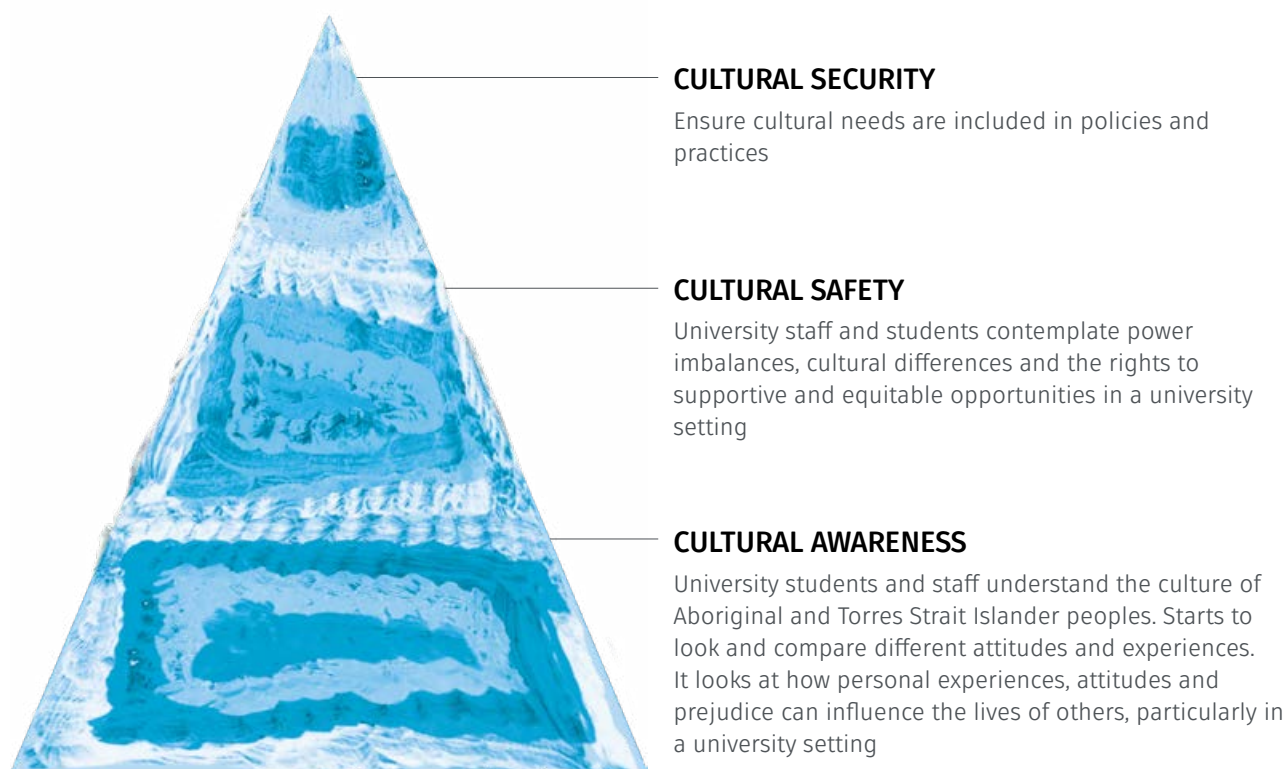 CULTURAL SECURITY
Ensure cultural needs are included in policies and
practices
CULTURAL SAFETY
University staff and students contemplate power
imbalances, cultural differences and the rights to
supportive and equitable opportunities in a university
setting
CULTURAL AWARENESS
University students and staff understand the culture of
Aboriginal and Torres Strait Islander peoples. Starts to
look and compare different attitudes and experiences.
It looks at how personal experiences, attitudes and
prejudice can influence the lives of others, particularly in
a university setting